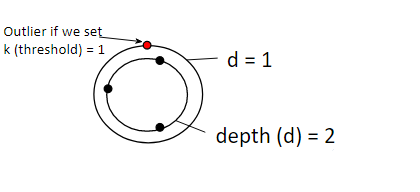 Outlier if we set
k (threshold) = 1
d = 1
depth (d) = 2